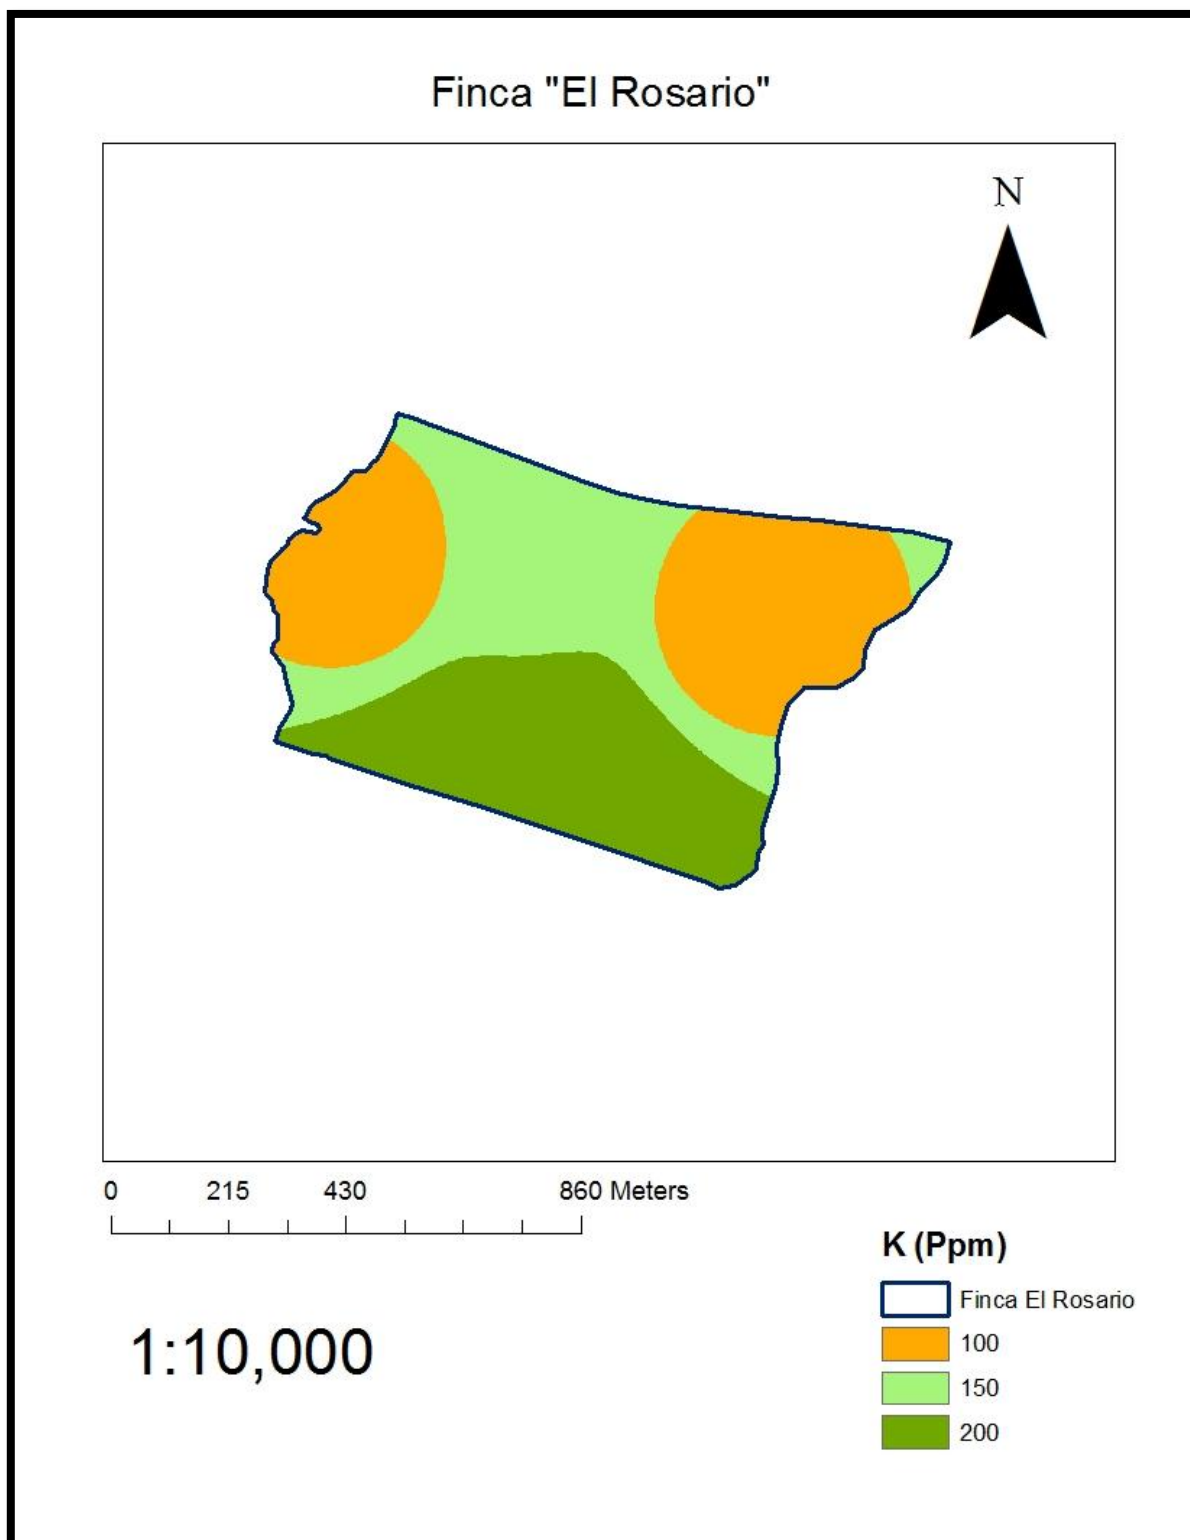 Finca "El Rosario"
N
0 215 430 860 Meters
K (Ppm)
Finca El Rosario
100
1:10,000
150
200